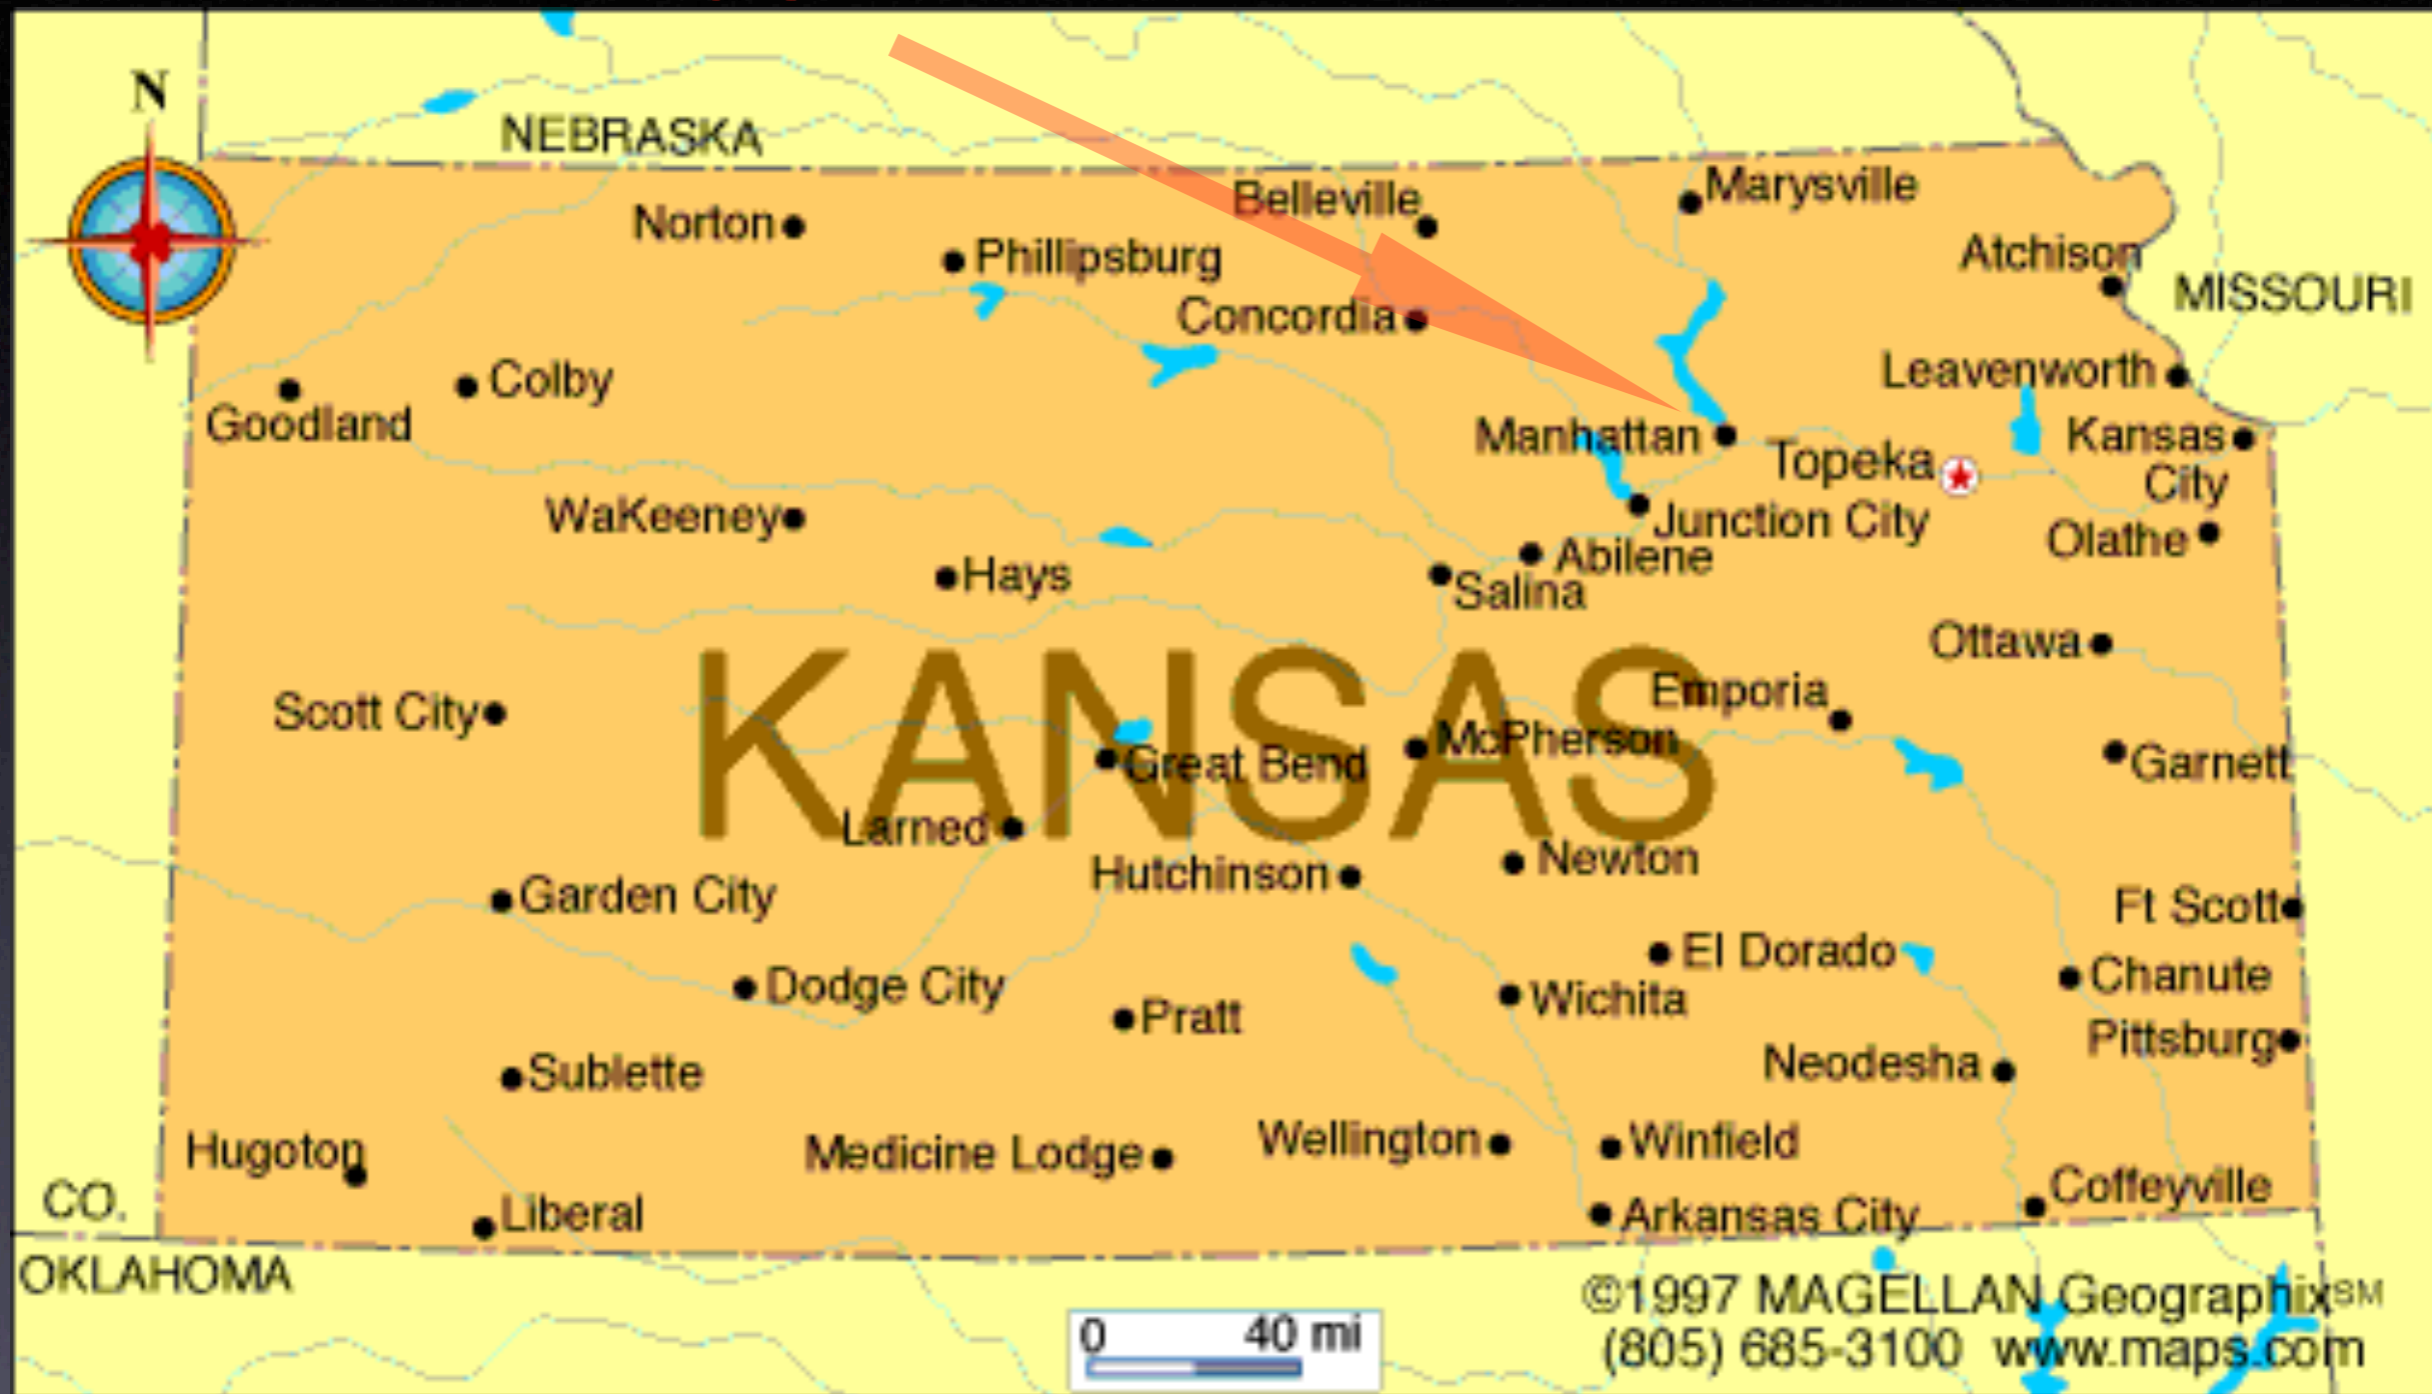 N
NEBRASKA
Belleville
Marysville
Norton
Phillipsburg
Atchison
MISSOURI
Concordia
Colby
Leavenworth
Goodland
Manhattan
Kansas
City
Topeka
WaKeeney
Junction City
Olathe
Hays
Abilene
Salina
Ottawa
KANSAS
Scott City
Emporia
McPherson
Great Bend
Garnett
Larned
Hutchinson
Newton
Garden City
Ft Scott
El Dorado
Chanute
Dodge City
Wichita
Pratt
Pittsburg
Neodesha
Sublette
Hugoton
Medicine Lodge
Wellington
Winfield
CO.
Liberal
Coffeyville
Arkansas City
OKLAHOMA
©1997 MAGELLAN Geographix℠
0 40 mi
(805) 685-3100 www.maps.com